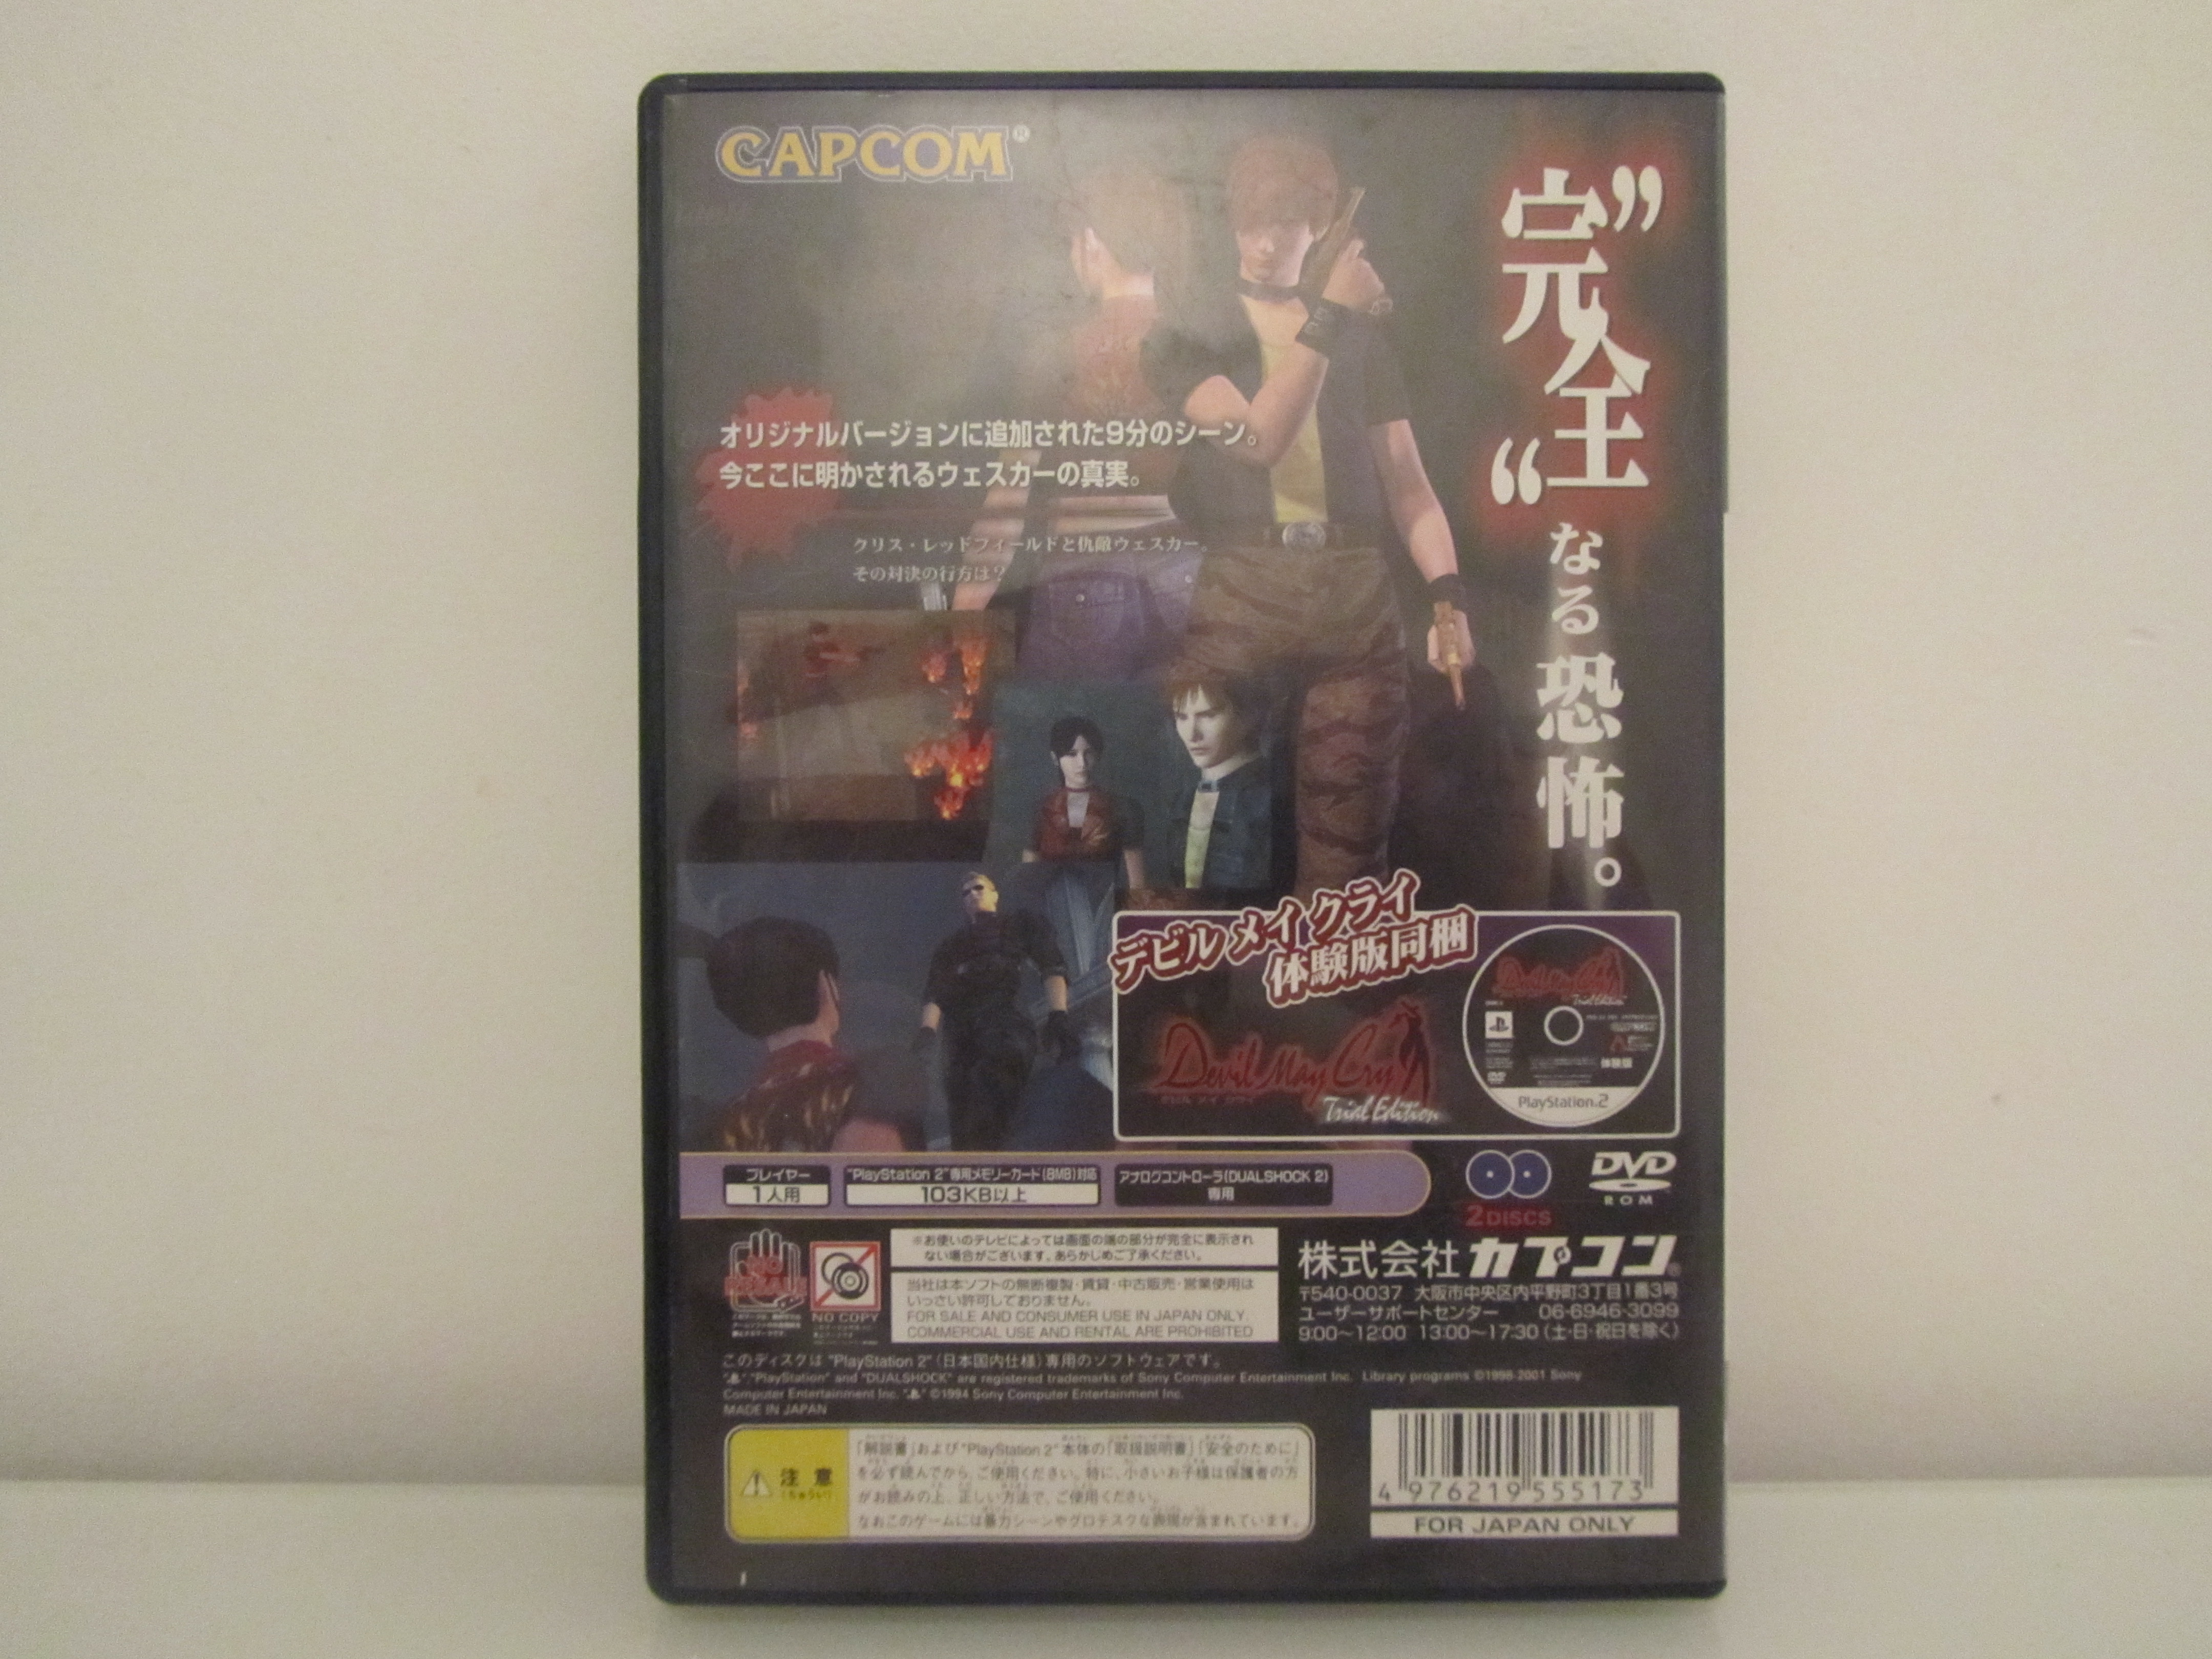 CAPCOM®
”完全“なる恐怖。
オリジナルバージョンに追加された9分のシーン。
今ここに明かされるウェスカーの真実。
クリス・レッドフィールドと仇敵ウェスカー。
その対決の行方は?
デビル メイ クライ
体験版同梱
Devil May Cry
デビル メイ クライ
Trial Edition
Devil May Cry
Trial Edition
CAPCOM
体験版
PlayStation.2
プレイヤー
1人用
"PlayStation 2"専用メモリーカード(8MB)対応
103KB以上
アナログコントローラ(DUALSHOCK 2)
専用
2DISCS
DVD
ROM
NO RESALE
NO COPY
※お使いのテレビによっては画面の端の部分が完全に表示され
ない場合がございます。あらかじめご了承ください。
当社は本ソフトの無断複製・賃貸・中古販売・営業使用は
いっさい許可しておりません。
FOR SALE AND CONSUMER USE IN JAPAN ONLY.
COMMERCIAL USE AND RENTAL ARE PROHIBITED
株式会社カプコン®
〒540-0037 大阪市中央区内平野町3丁目1番3号
ユーザーサポートセンター 06-6946-3099
9:00～12:00 13:00～17:30(土・日・祝日を除く)
このディスクは "PlayStation 2"(日本国内仕様)専用のソフトウェアです。
"PlayStation" and "DUALSHOCK" are registered trademarks of Sony Computer Entertainment Inc. Library programs ©1998-2001 Sony
Computer Entertainment Inc. ©1994 Sony Computer Entertainment Inc.
MADE IN JAPAN
注意
(ちゅうい)
「解説書」および"PlayStation 2"本体の「取扱説明書」「安全のために」
を必ず読んでから、ご使用ください。特に、小さいお子様は保護者の方
がお読みの上、正しい方法で、ご使用ください。
なおこのゲームには暴力シーンやグロテスクな表現が含まれています。
4 976219 555173
FOR JAPAN ONLY